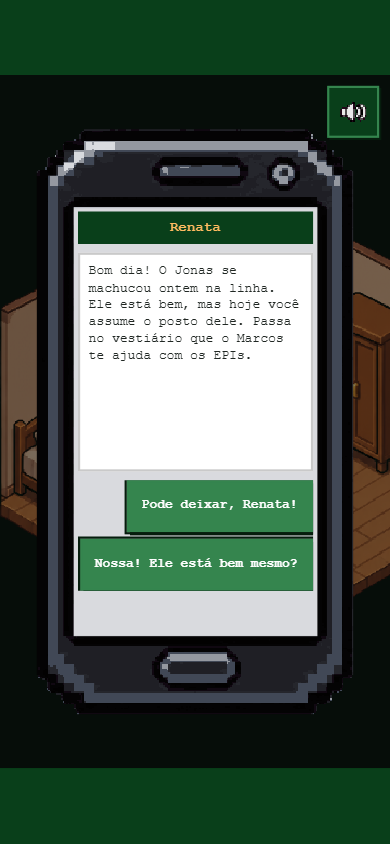 Renata
Bom dia! O Jonas se
machucou ontem na linha.
Ele está bem, mas hoje você
assume o posto dele. Passa
no vestiário que o Marcos
te ajuda com os EPIs.
Pode deixar, Renata!
Nossa! Ele está bem mesmo?